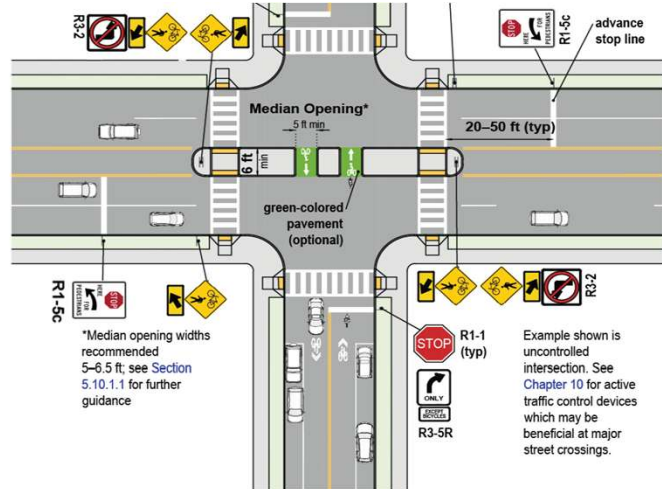 R3-2
R1-5c
STOP
HERE
FOR
PEDESTRIANS
advance
stop line
Median Opening*
5 ft min
20–50 ft (typ)
6 ft
min
green-colored
pavement
(optional)
R1-5c
HERE
FOR
PEDESTRIANS
STOP
R3-2
*Median opening widths
recommended
5–6.5 ft; see Section
5.10.1.1 for further
guidance
STOP
R1-1
(typ)
ONLY
EXCEPT
BICYCLES
R3-5R
Example shown is
uncontrolled
intersection. See
Chapter 10 for active
traffic control devices
which may be
beneficial at major
street crossings.